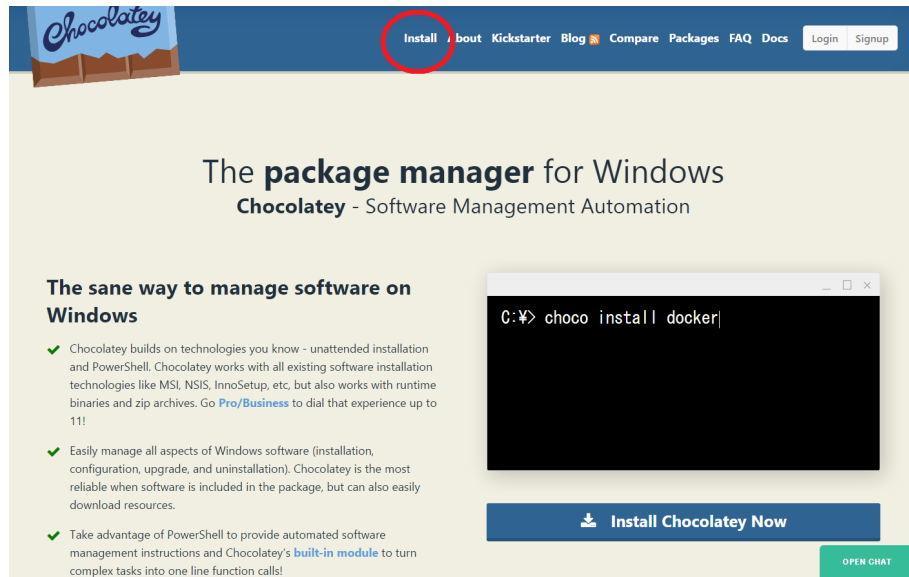 Chocolatey
Install About Kickstarter Blog Compare Packages FAQ Docs Login Signup
The package manager for Windows
Chocolatey - Software Management Automation
The sane way to manage software on
Windows
Chocolatey builds on technologies you know - unattended installation
and PowerShell. Chocolatey works with all existing software installation
technologies like MSI, NSIS, InnoSetup, etc, but also works with runtime
binaries and zip archives. Go Pro/Business to dial that experience up to
11!
Easily manage all aspects of Windows software (installation,
configuration, upgrade, and uninstallation). Chocolatey is the most
reliable when software is included in the package, but can also easily
download resources.
Take advantage of PowerShell to provide automated software
management instructions and Chocolatey's built-in module to turn
complex tasks into one line function calls!
C:¥> choco install docker
Install Chocolatey Now
OPEN CHAT